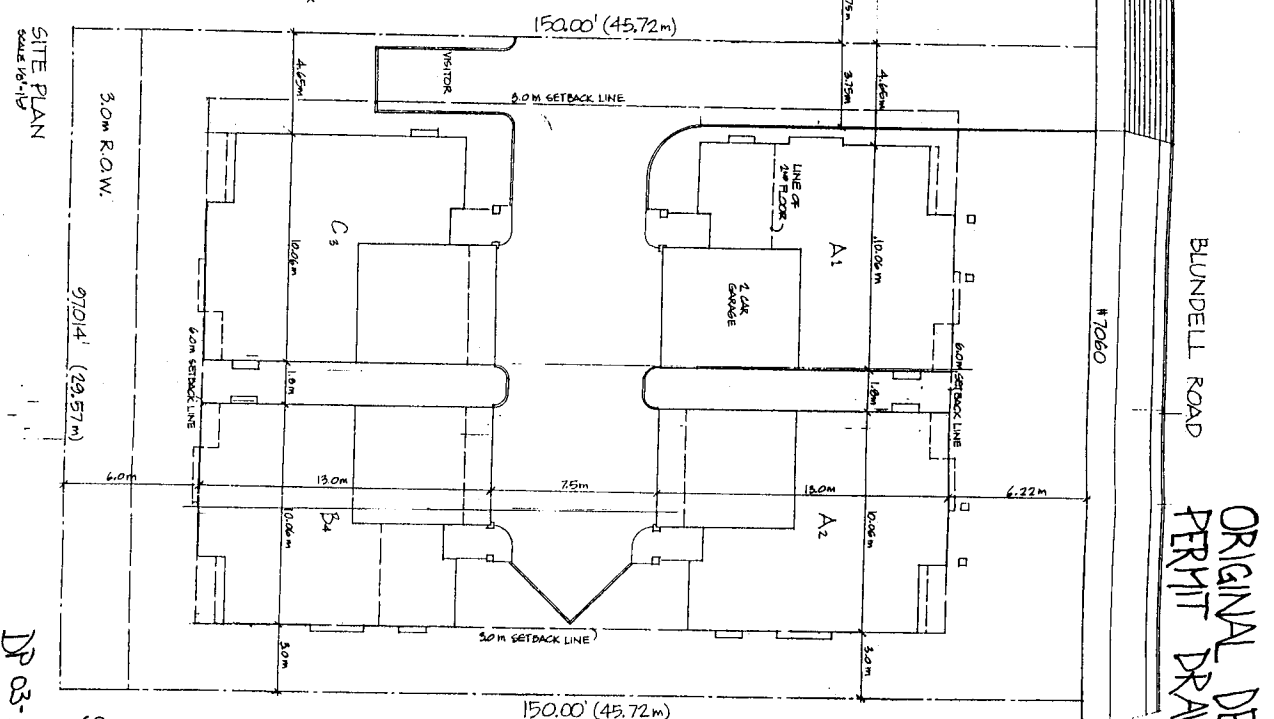 150.00' (45.72m)
BLUNDELL ROAD
#7060
ORIGINAL DE
PERMIT DRAW
SITE PLAN
3.0m R.O.W.
97.014' (29.57m)
VISITOR
3.0m SETBACK LINE
4.65m
3.75m
4.65m
75m
LINE OF
2ND FLOOR
A1
10.06m
2 CAR
GARAGE
C3
10.06m
6.0m SETBACK LINE
1.8m
6.0m SETBACK LINE
1.8m
6.0m
13.0m
7.5m
13.0m
6.22m
B4
10.06m
A2
10.06m
3.0m SETBACK LINE
3.0m
3.0m
150.00' (45.72m)
DP 03-